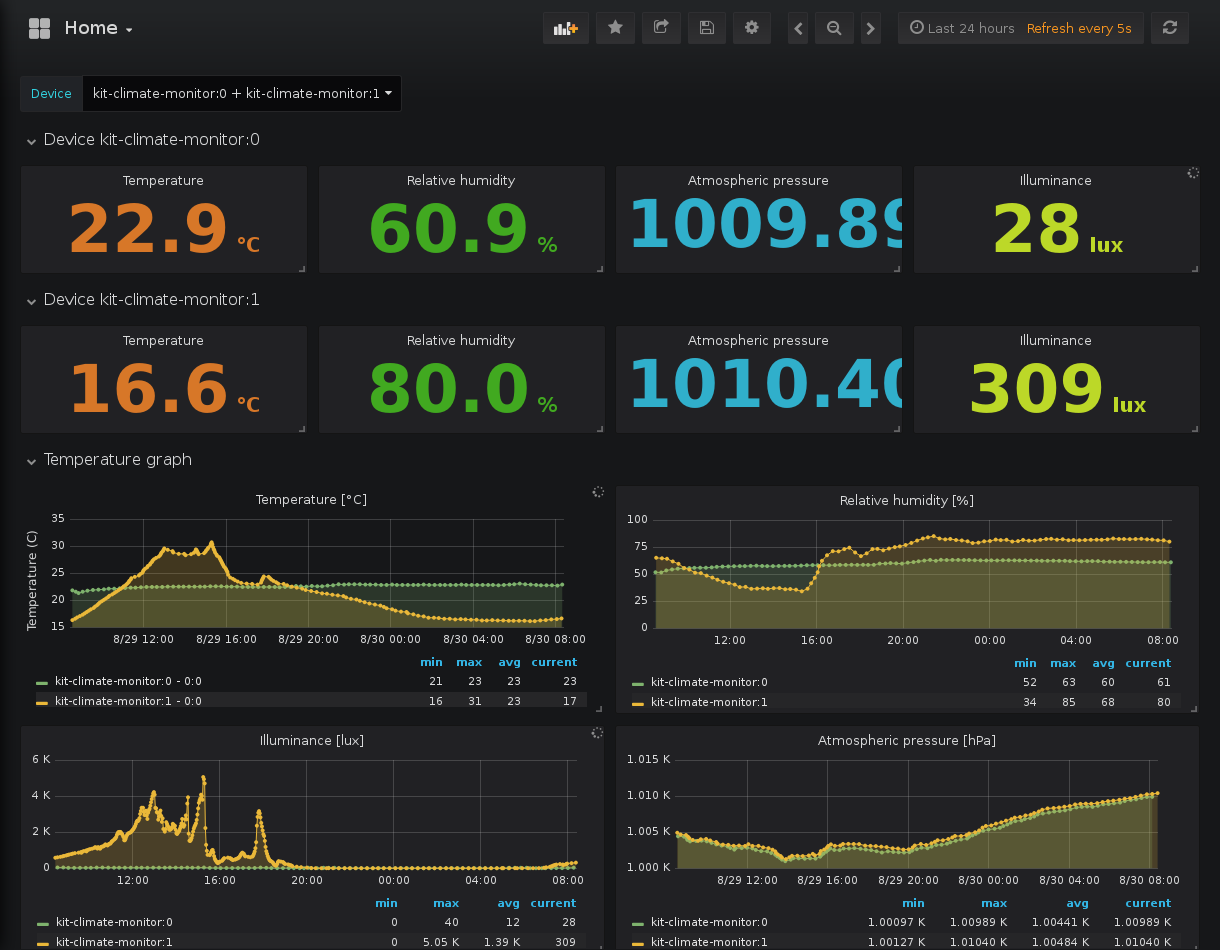 Home
Last 24 hours Refresh every 5s
Device kit-climate-monitor:0 + kit-climate-monitor:1
Device kit-climate-monitor:0
Temperature Relative humidity Atmospheric pressure Illuminance
22.9 °C 60.9 % 1009.89 28 lux
Device kit-climate-monitor:1
Temperature Relative humidity Atmospheric pressure Illuminance
16.6 °C 80.0 % 1010.40 309 lux
Temperature graph
Temperature [°C]
Temperature (C)
35
30
25
20
15
8/29 12:00 8/29 16:00 8/29 20:00 8/30 00:00 8/30 04:00 8/30 08:00
min max avg current
kit-climate-monitor:0 - 0:0 21 23 23 23
kit-climate-monitor:1 - 0:0 16 31 23 17
Relative humidity [%]
100
75
50
25
0
12:00 16:00 20:00 00:00 04:00 08:00
min max avg current
kit-climate-monitor:0 52 63 60 61
kit-climate-monitor:1 34 85 68 80
Illuminance [lux]
6 K
4 K
2 K
0
12:00 16:00 20:00 00:00 04:00 08:00
min max avg current
kit-climate-monitor:0 0 40 12 28
kit-climate-monitor:1 0 5.05 K 1.39 K 309
Atmospheric pressure [hPa]
1.015 K
1.010 K
1.005 K
1.000 K
8/29 12:00 8/29 16:00 8/29 20:00 8/30 00:00 8/30 04:00 8/30 08:00
min max avg current
kit-climate-monitor:0 1.00097 K 1.00989 K 1.00441 K 1.00989 K
kit-climate-monitor:1 1.00127 K 1.01040 K 1.00484 K 1.01040 K